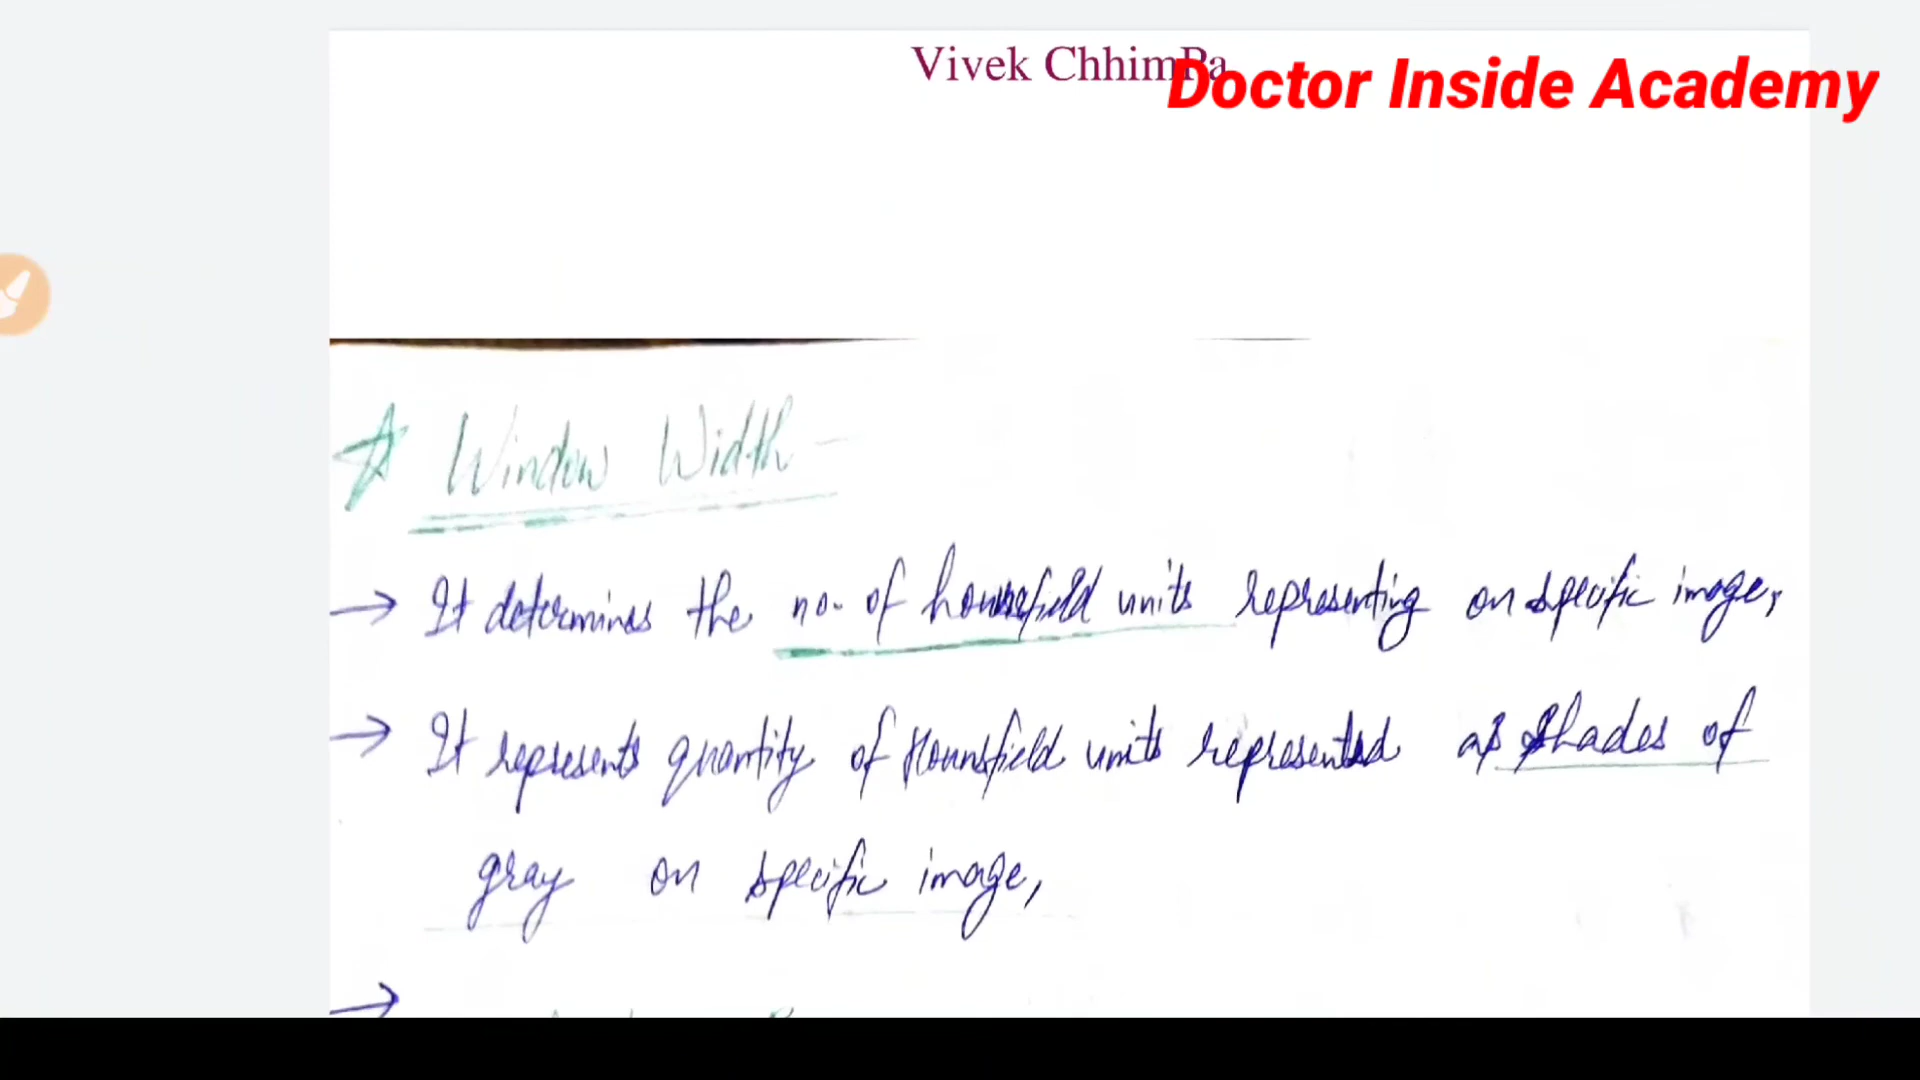 Vivek ChhimPa
Doctor Inside Academy
☆ Window Width –
→ It determines the no. of hounsfield units representing on specific image,
→ It represents quantity of Hounsfield units represented as shades of
gray on specific image,
→